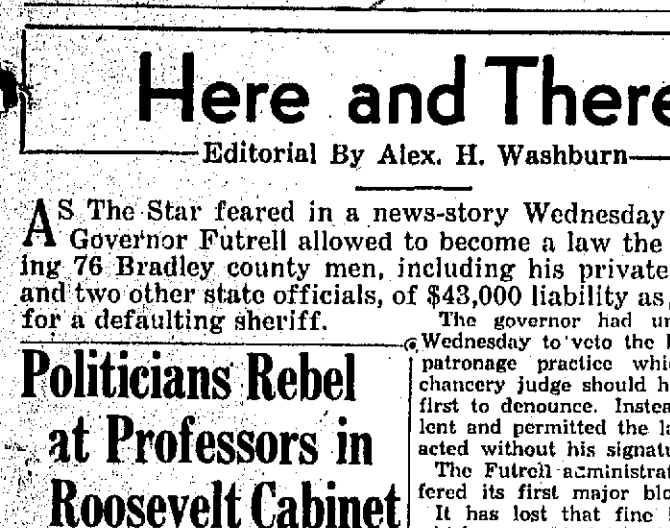 Here and There
Editorial By Alex. H. Washburn
AS The Star feared in a news-story Wednesday
Governor Futrell allowed to become a law the
ing 76 Bradley county men, including his private
and two other state officials, of $43,000 liability as
for a defaulting sheriff.
Politicians Rebel
at Professors in
Roosevelt Cabinet
The governor had
Wednesday to veto the
patronage practice
chancery judge should
first to denounce.
lent and permitted the
acted without his
The Futrell
fered its first major
It has lost that fine